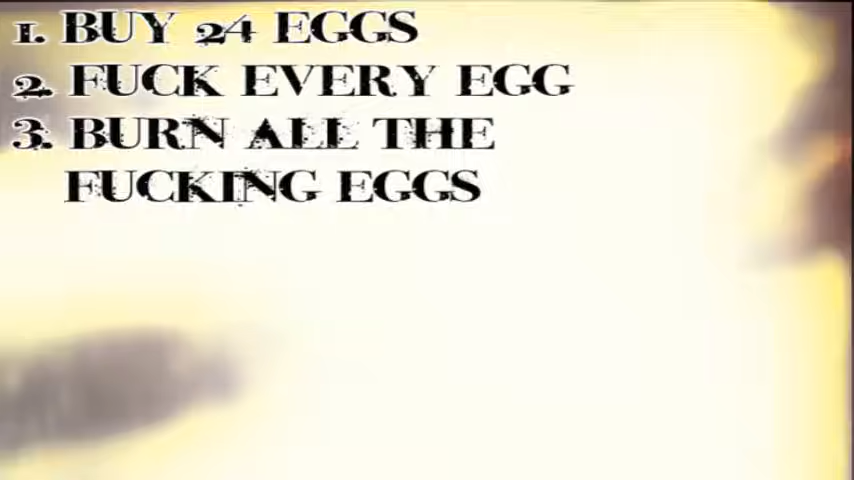 1. BUY 24 EGGS
2. FUCK EVERY EGG
3. BURN ALL THE
FUCKING EGGS